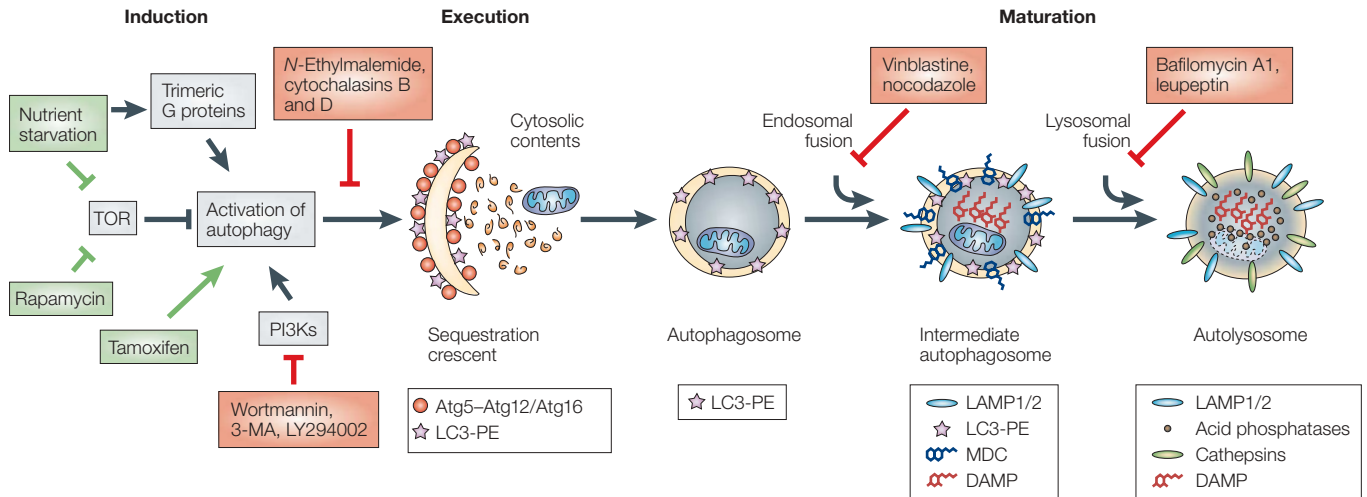 Induction
Execution
Maturation
Nutrient
starvation
Trimeric
G proteins
N-Ethylmalemide,
cytochalasins B
and D
TOR
Activation of
autophagy
Rapamycin
Tamoxifen
PI3Ks
Wortmannin,
3-MA, LY294002
Cytosolic
contents
Sequestration
crescent
Atg5–Atg12/Atg16
LC3-PE
Autophagosome
LC3-PE
Vinblastine,
nocodazole
Endosomal
fusion
Intermediate
autophagosome
LAMP1/2
LC3-PE
MDC
DAMP
Bafilomycin A1,
leupeptin
Lysosomal
fusion
Autolysosome
LAMP1/2
Acid phosphatases
Cathepsins
DAMP